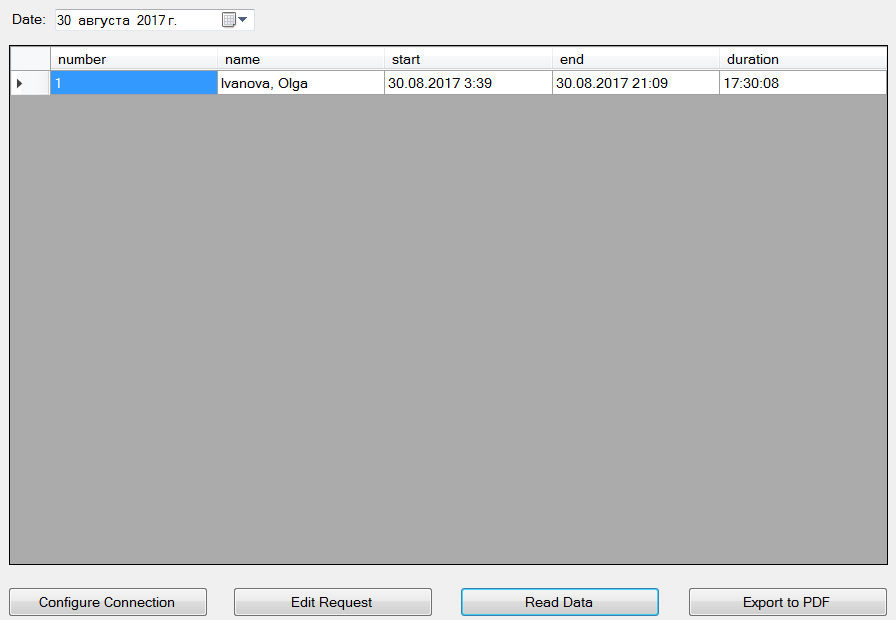 Date: 30 августа 2017 г.
number name start end duration
1 Ivanova, Olga 30.08.2017 3:39 30.08.2017 21:09 17:30:08
Configure Connection Edit Request Read Data Export to PDF